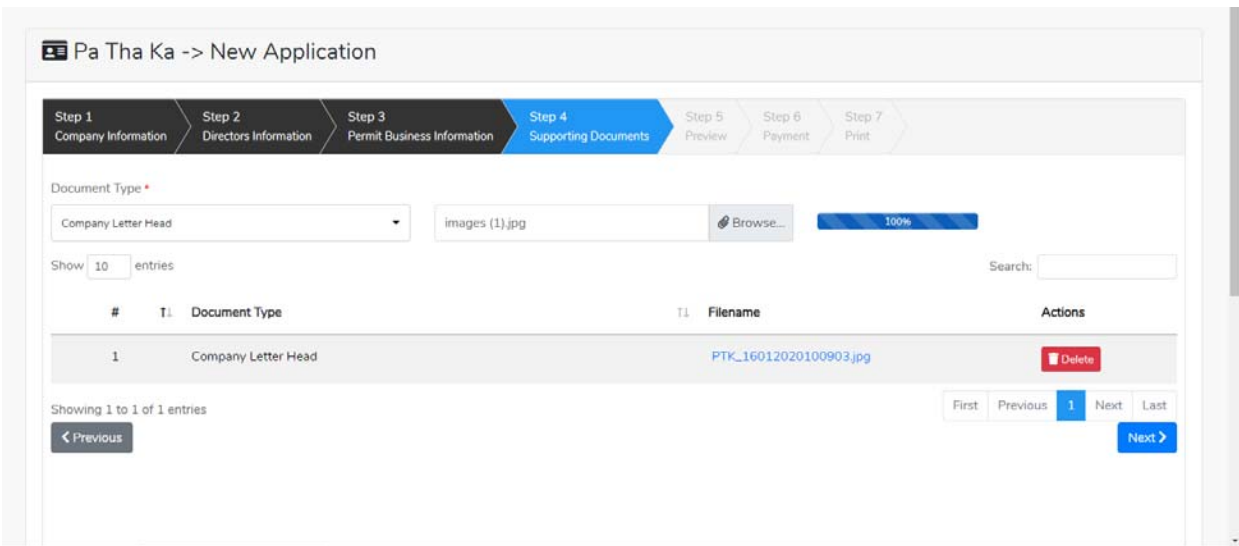 Pa Tha Ka -> New Application
Step 1 Step 2 Step 3 Step 4 Step 5 Step 6 Step 7
Company Information Directors Information Permit Business Information Supporting Documents Preview Payment Print
Document Type *
Company Letter Head images (1).jpg Browse... 100%
Show 10 entries Search:
# Document Type Filename Actions
1 Company Letter Head PTK_16012020100903.jpg Delete
Showing 1 to 1 of 1 entries First Previous 1 Next Last
Previous Next